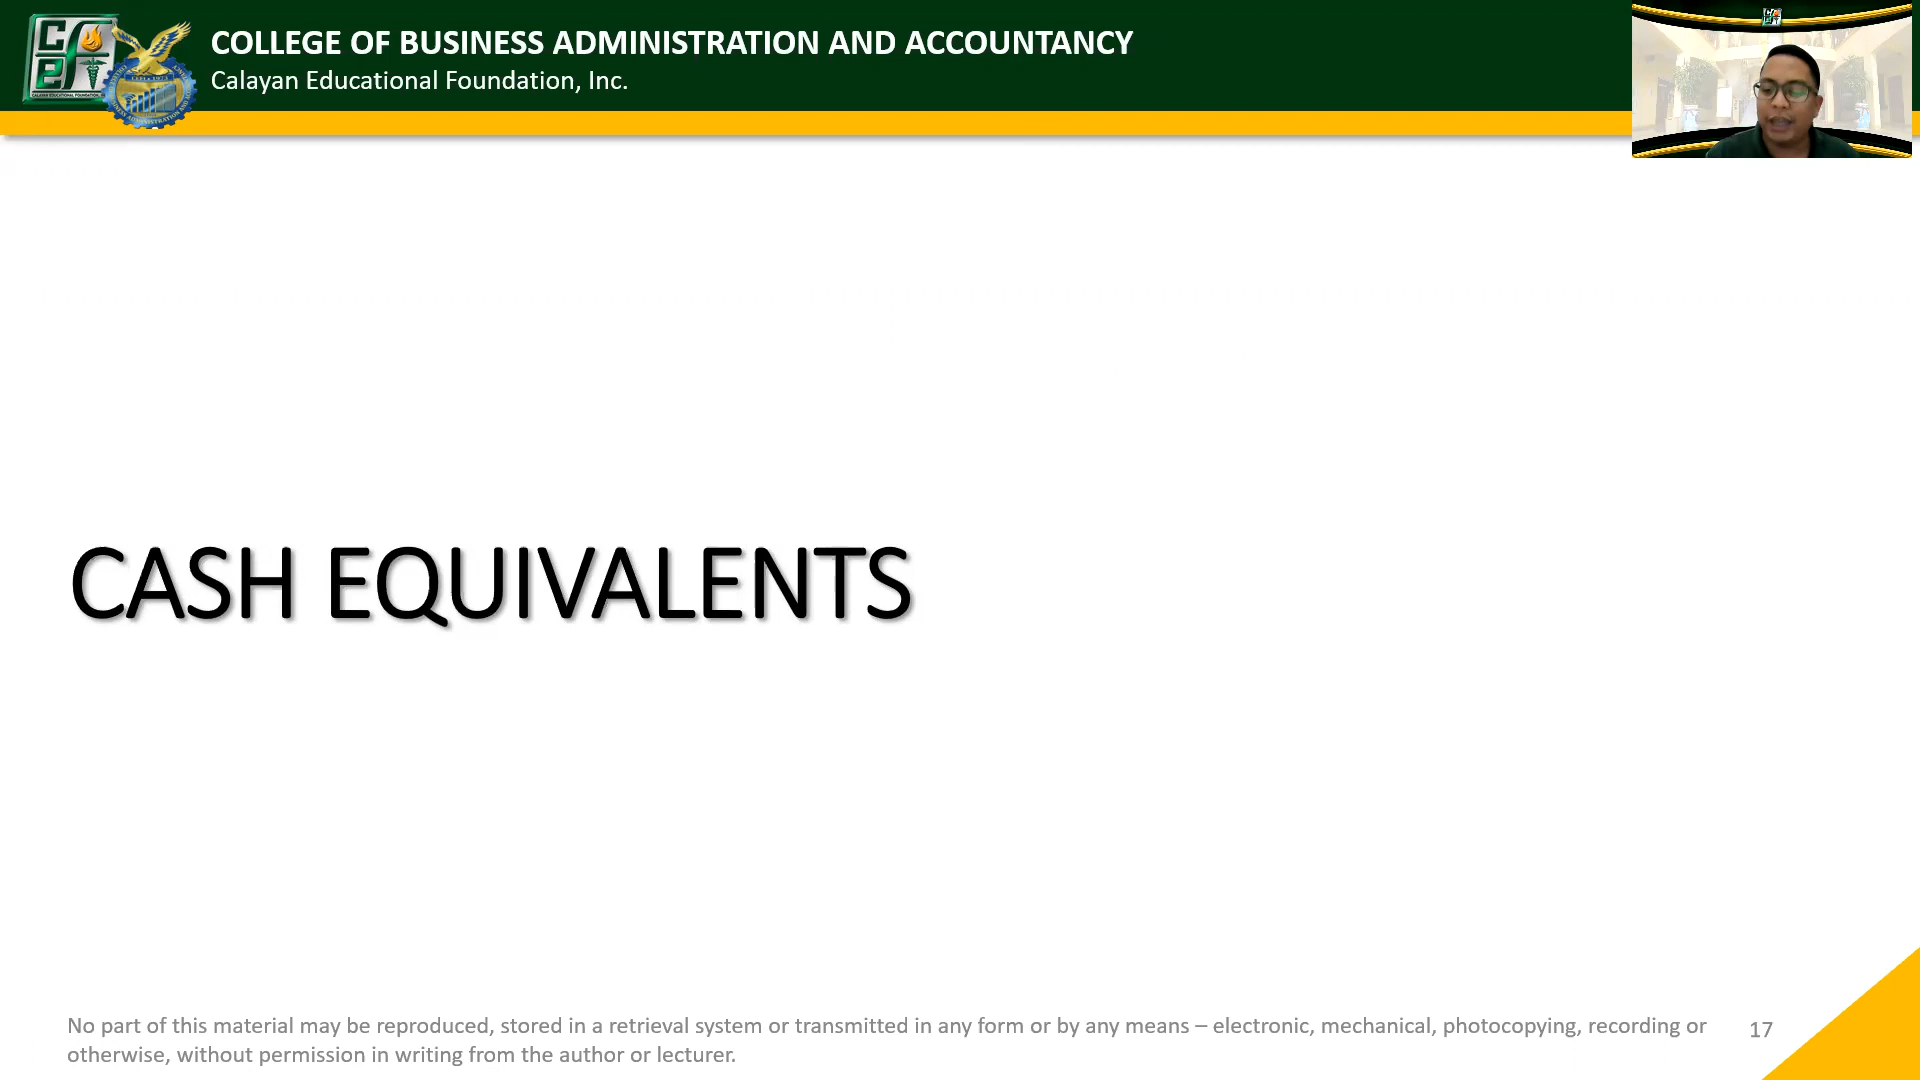 COLLEGE OF BUSINESS ADMINISTRATION AND ACCOUNTANCY
Calayan Educational Foundation, Inc.
CASH EQUIVALENTS
No part of this material may be reproduced, stored in a retrieval system or transmitted in any form or by any means – electronic, mechanical, photocopying, recording or
otherwise, without permission in writing from the author or lecturer.
17